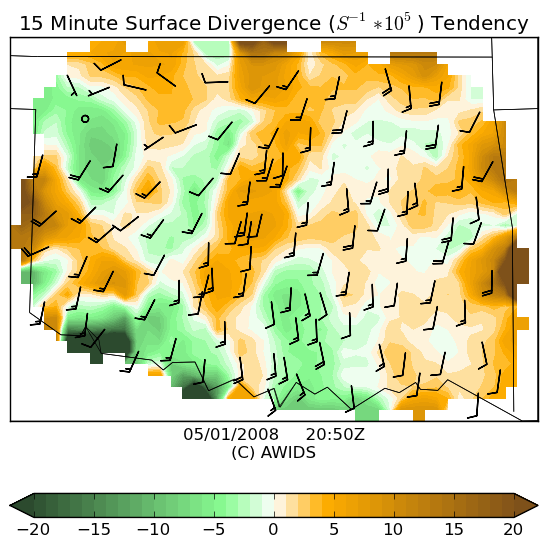 15 Minute Surface Divergence (S⁻¹ *10⁵ ) Tendency
05/01/2008 20:50Z
(C) AWIDS
−20 −15 −10 −5 0 5 10 15 20